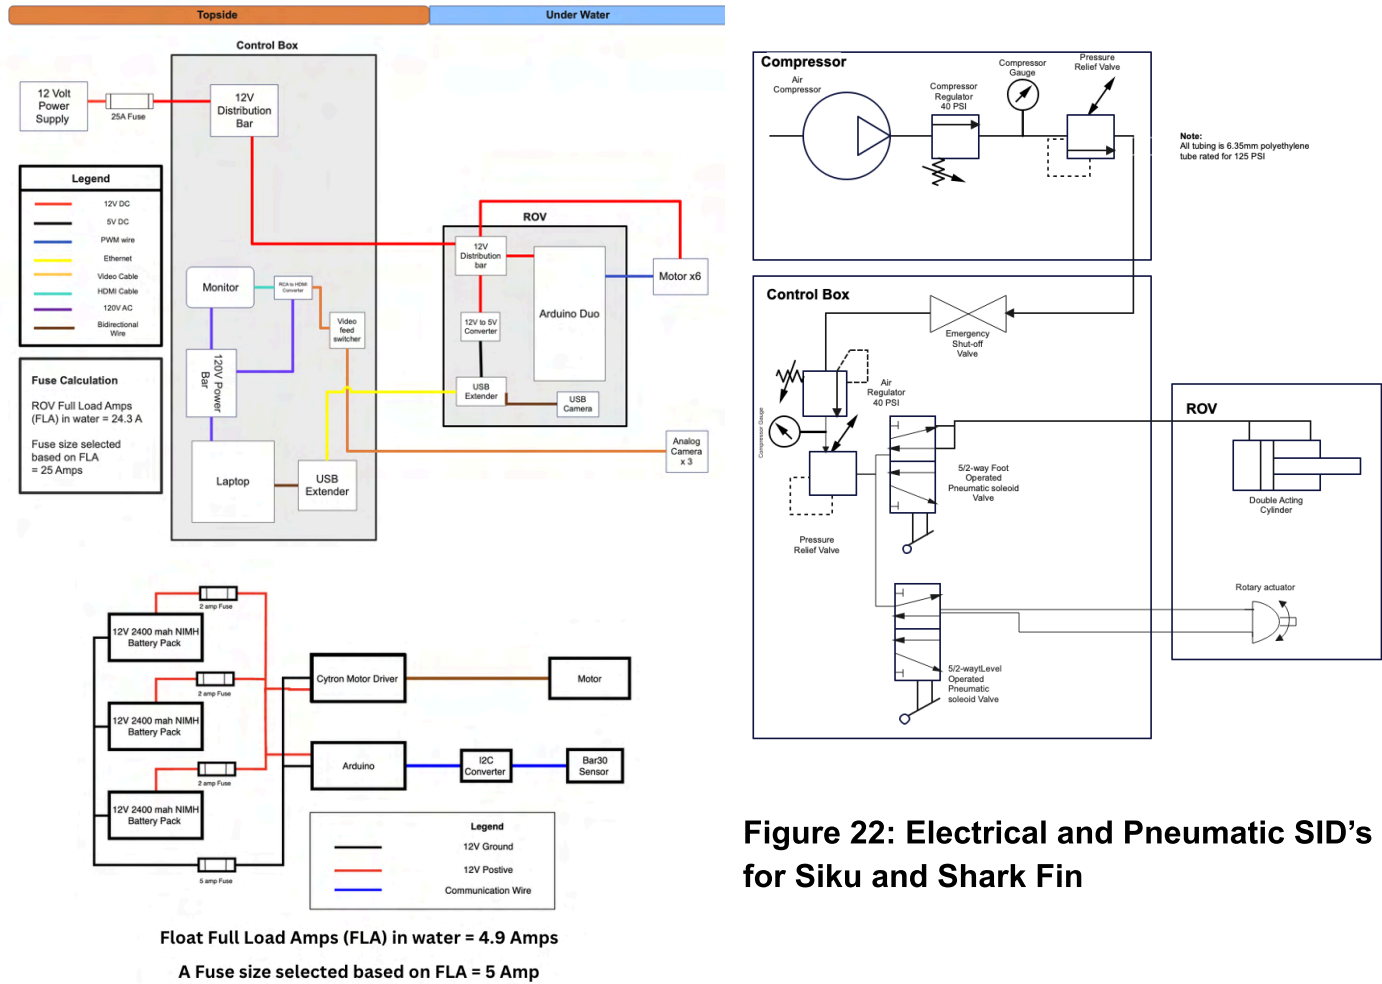 Topside
Under Water
Control Box
12 Volt
Power
Supply
25A Fuse
12V
Distribution
Bar
Legend
12V DC
5V DC
PWM wire
Ethernet
Video Cable
HDMI Cable
120V AC
Bidirectional
Wire
Fuse Calculation
ROV Full Load Amps
(FLA) in water = 24.3 A
Fuse size selected
based on FLA
= 25 Amps
Monitor
RCA to HDMI
Converter
Video
feed
switcher
120V Power
Bar
Laptop
USB
Extender
ROV
12V
Distribution
bar
Arduino Duo
Motor x6
12V to 5V
Converter
USB
Extender
USB
Camera
Analog
Camera
x 3
2 amp Fuse
12V 2400 mah NIMH
Battery Pack
2 amp Fuse
12V 2400 mah NIMH
Battery Pack
2 amp Fuse
12V 2400 mah NIMH
Battery Pack
5 amp Fuse
Cytron Motor Driver
Motor
Arduino
I2C
Converter
Bar30
Sensor
Legend
12V Ground
12V Postive
Communication Wire
Float Full Load Amps (FLA) in water = 4.9 Amps
A Fuse size selected based on FLA = 5 Amp
Compressor
Air
Compressor
Compressor
Regulator
40 PSI
Compressor
Gauge
Pressure
Relief Valve
Note:
All tubing is 6.35mm polyethylene
tube rated for 125 PSI
Control Box
Emergency
Shut-off
Valve
Air
Regulator
40 PSI
Compressor Gauge
Pressure
Relief Valve
5/2-way Foot
Operated
Pneumatic soleoid
Valve
5/2-waytLevel
Operated
Pneumatic
soleoid Valve
ROV
Double Acting
Cylinder
Rotary actuator
Figure 22: Electrical and Pneumatic SID’s
for Siku and Shark Fin